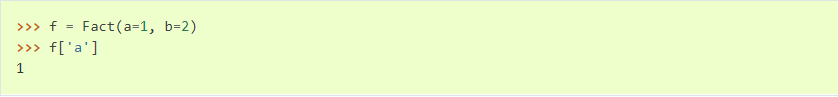 >>> f = Fact(a=1, b=2)
>>> f['a']
1